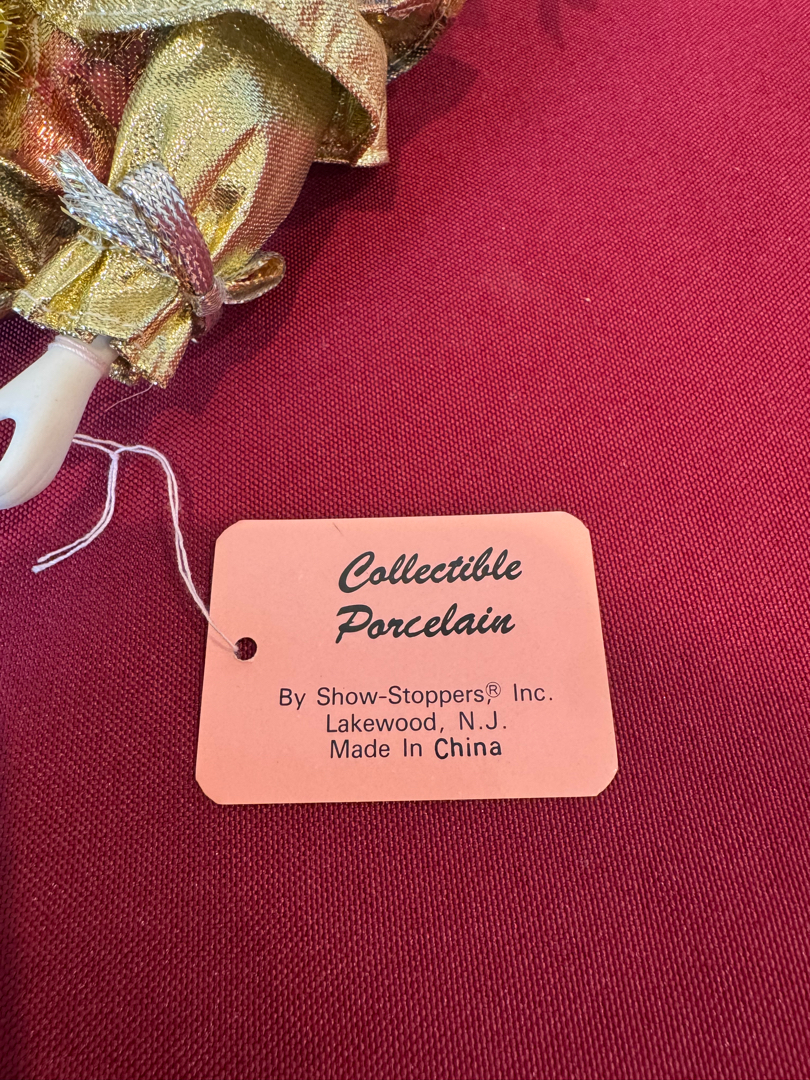 Collectible
Porcelain
By Show-Stoppers,® Inc.
Lakewood, N.J.
Made In China